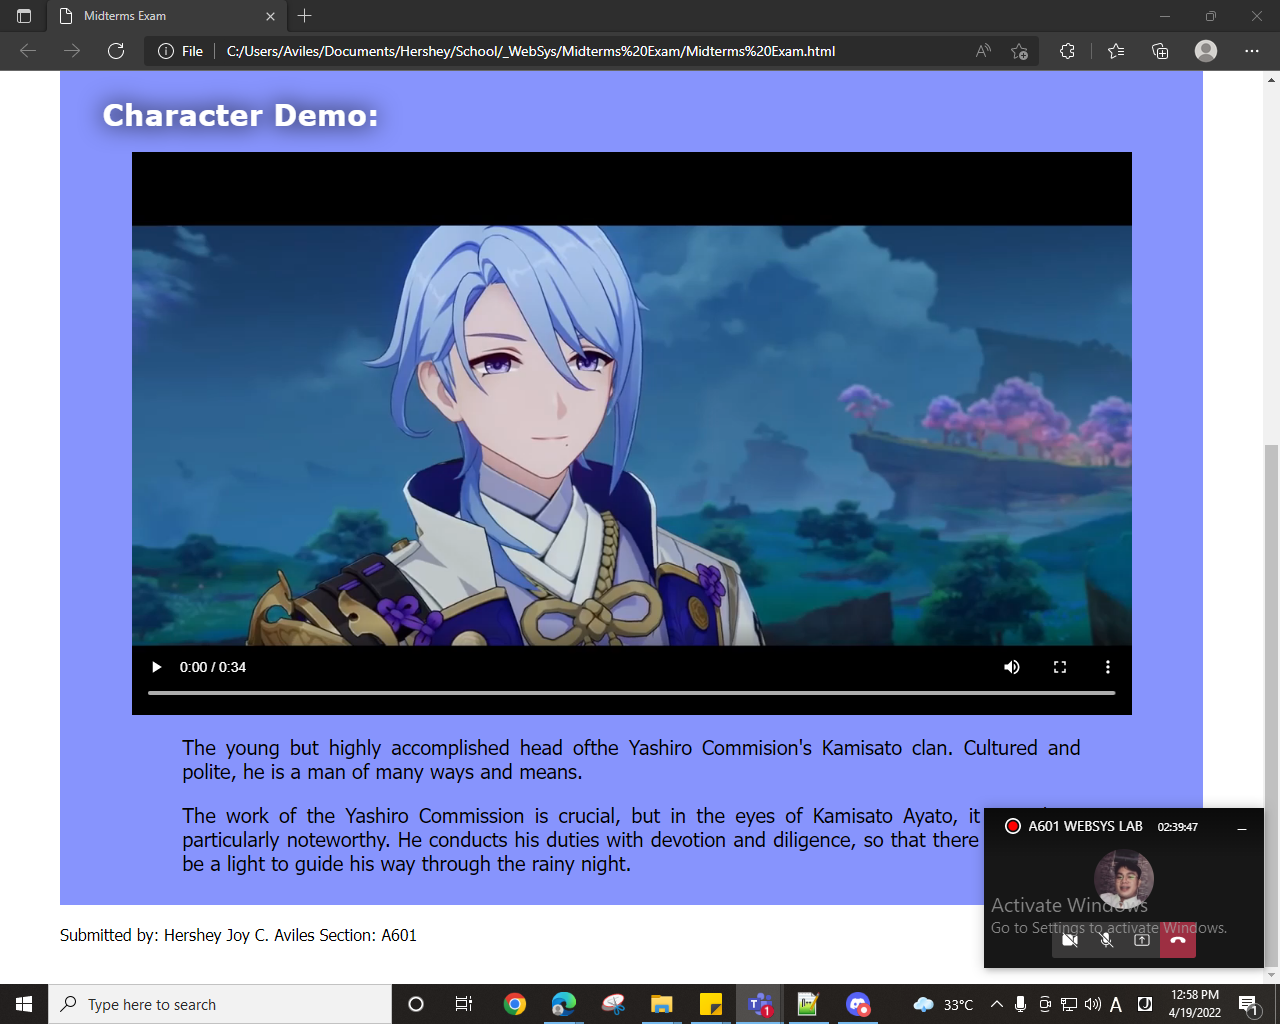 Midterms Exam
File
C:/Users/Aviles/Documents/Hershey/School/_WebSys/Midterms%20Exam/Midterms%20Exam.html
Character Demo:
0:00 / 0:34
The young but highly accomplished head ofthe Yashiro Commision's Kamisato clan. Cultured and
polite, he is a man of many ways and means.
The work of the Yashiro Commission is crucial, but in the eyes of Kamisato Ayato, it
particularly noteworthy. He conducts his duties with devotion and diligence, so that there
be a light to guide his way through the rainy night.
A601 WEBSYS LAB 02:39:47
Activate Windows
Go to Settings to activate Windows.
Submitted by: Hershey Joy C. Aviles Section: A601
Type here to search
33°C
12:58 PM
4/19/2022